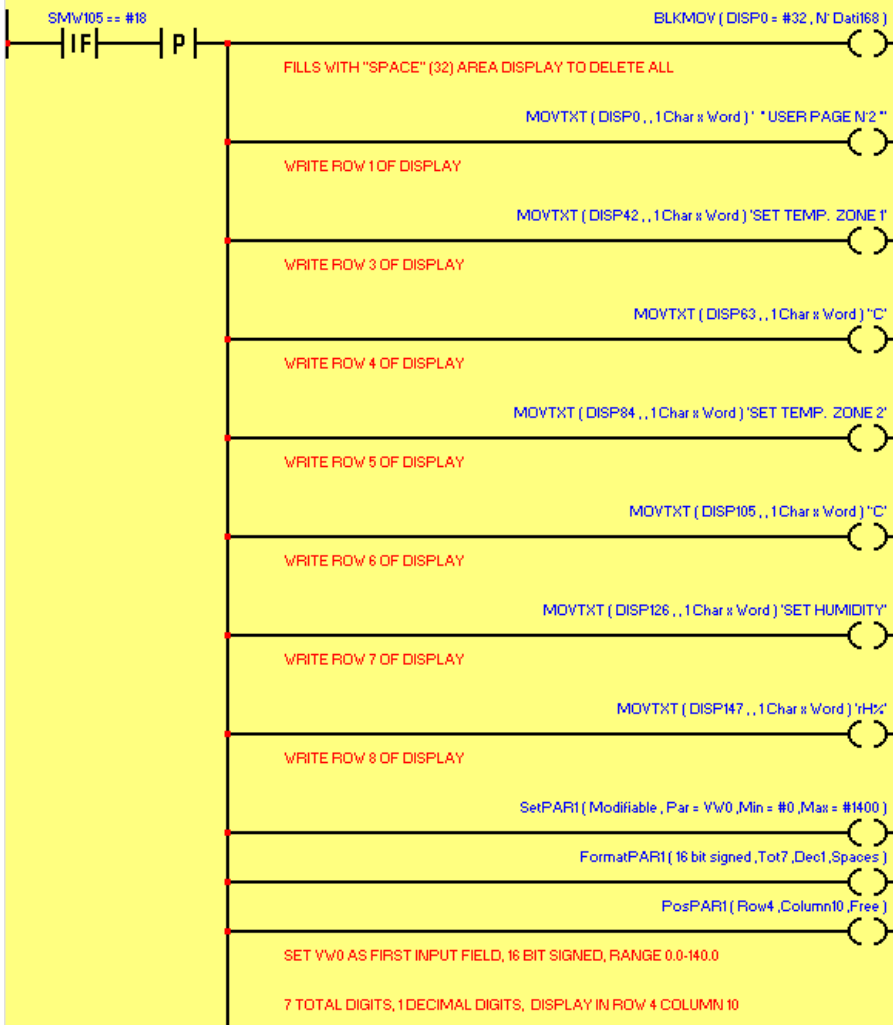 SMW105 == #18
BLKMOV ( DISP0 = #32 , N° Dati168 )
IF
P
FILLS WITH "SPACE" (32) AREA DISPLAY TO DELETE ALL
MOVTXT ( DISP0 , , 1 Char x Word ) ' * USER PAGE N°2 *'
WRITE ROW 1 OF DISPLAY
MOVTXT ( DISP42 , , 1 Char x Word ) 'SET TEMP. ZONE 1'
WRITE ROW 3 OF DISPLAY
MOVTXT ( DISP63 , , 1 Char x Word ) '°C'
WRITE ROW 4 OF DISPLAY
MOVTXT ( DISP84 , , 1 Char x Word ) 'SET TEMP. ZONE 2'
WRITE ROW 5 OF DISPLAY
MOVTXT ( DISP105 , , 1 Char x Word ) '°C'
WRITE ROW 6 OF DISPLAY
MOVTXT ( DISP126 , , 1 Char x Word ) 'SET HUMIDITY'
WRITE ROW 7 OF DISPLAY
MOVTXT ( DISP147 , , 1 Char x Word ) 'rH%'
WRITE ROW 8 OF DISPLAY
SetPAR1 ( Modifiable , Par = VW0 ,Min = #0 ,Max = #1400 )
FormatPAR1 ( 16 bit signed ,Tot7 ,Dec1 ,Spaces )
PosPAR1 ( Row4 ,Column10 ,Free )
SET VW0 AS FIRST INPUT FIELD, 16 BIT SIGNED, RANGE 0.0-140.0
7 TOTAL DIGITS, 1 DECIMAL DIGITS, DISPLAY IN ROW 4 COLUMN 10